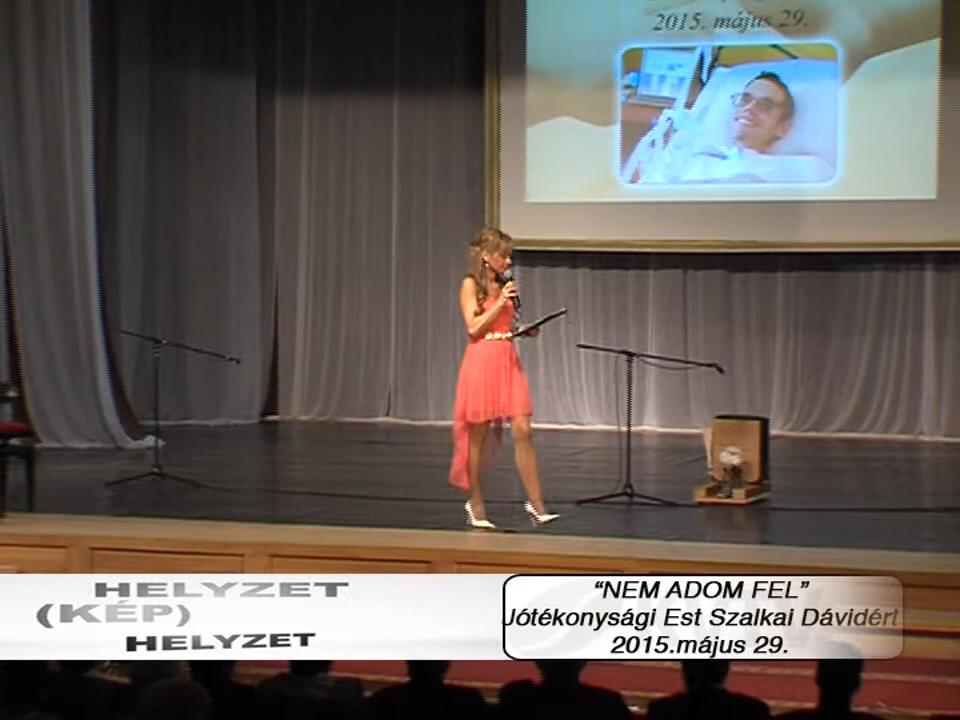 2015. május 29.
HELYZET
(KÉP)
HELYZET
“NEM ADOM FEL”
Jótékonysági Est Szalkai Dávidért
2015.május 29.